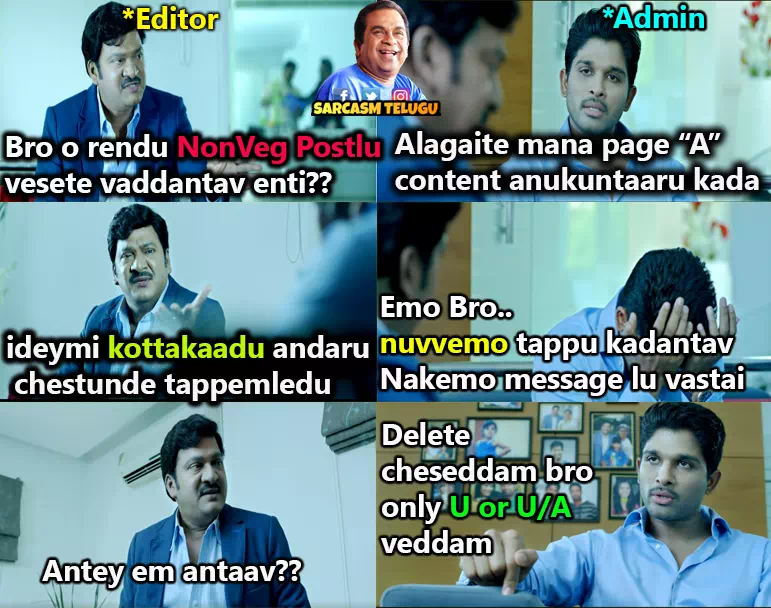 *Editor
*Admin
SARCASM TELUGU
Bro o rendu NonVeg Postlu
vesete vaddantav enti??
Alagaite mana page “A”
content anukuntaaru kada
ideymi kottakaadu andaru
chestunde tappemledu
Emo Bro..
nuvvemo tappu kadantav
Nakemo message lu vastai
Antey em antaav??
Delete
cheseddam bro
only U or U/A
veddam